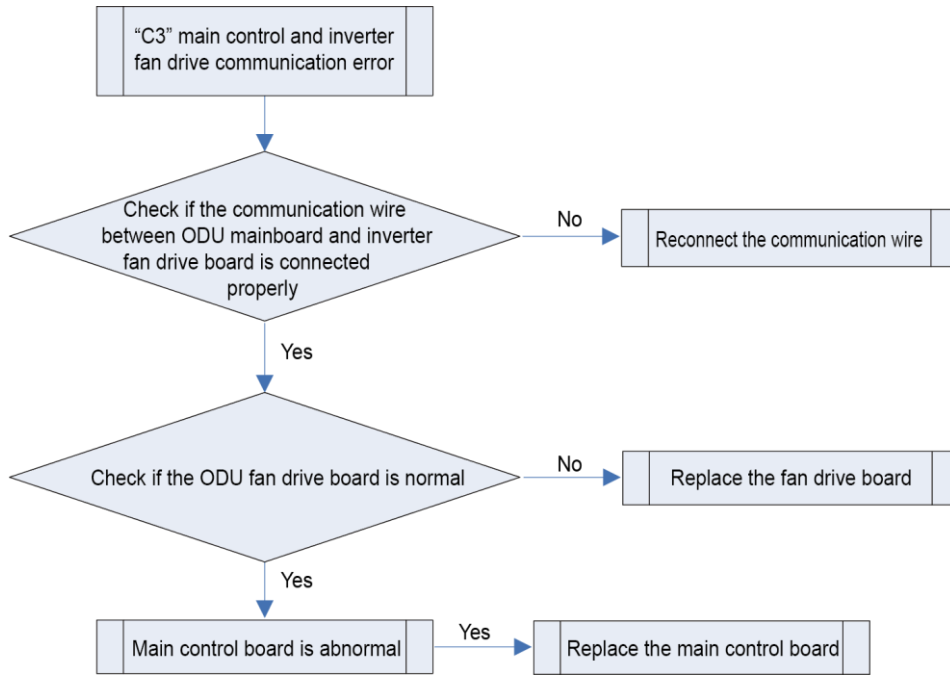 “C3” main control and inverter
fan drive communication error
Check if the communication wire
between ODU mainboard and inverter
fan drive board is connected
properly
No
Reconnect the communication wire
Yes
Check if the ODU fan drive board is normal
No
Replace the fan drive board
Yes
Main control board is abnormal
Yes
Replace the main control board